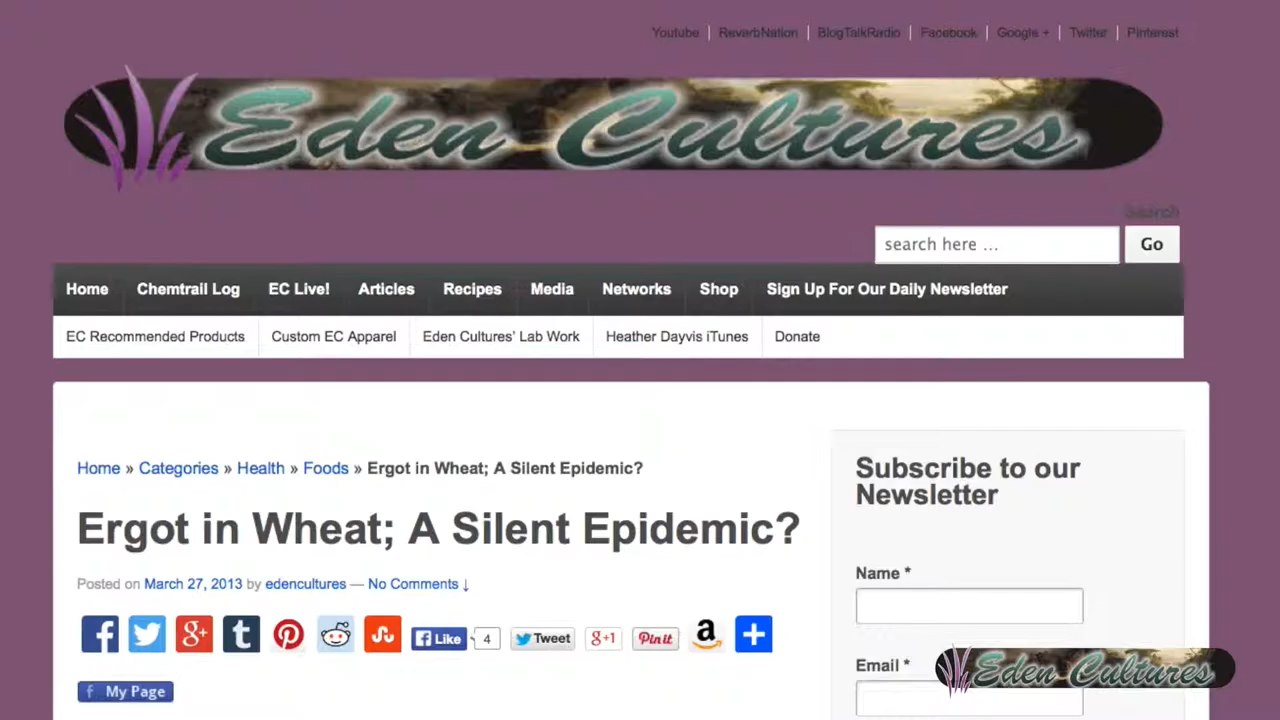 Youtube | ReverbNation | BlogTalkRadio | Facebook | Google + | Twitter | Pinterest
Eden Cultures
Search
search here ...
Go
Home Chemtrail Log EC Live! Articles Recipes Media Networks Shop Sign Up For Our Daily Newsletter
EC Recommended Products Custom EC Apparel Eden Cultures' Lab Work Heather Dayvis iTunes Donate
Home » Categories » Health » Foods » Ergot in Wheat; A Silent Epidemic?
Ergot in Wheat; A Silent Epidemic?
Posted on March 27, 2013 by edencultures — No Comments ↓
Like 4 Tweet g+1 Pin it
My Page
Subscribe to our
Newsletter
Name *
Email *
Eden Cultures